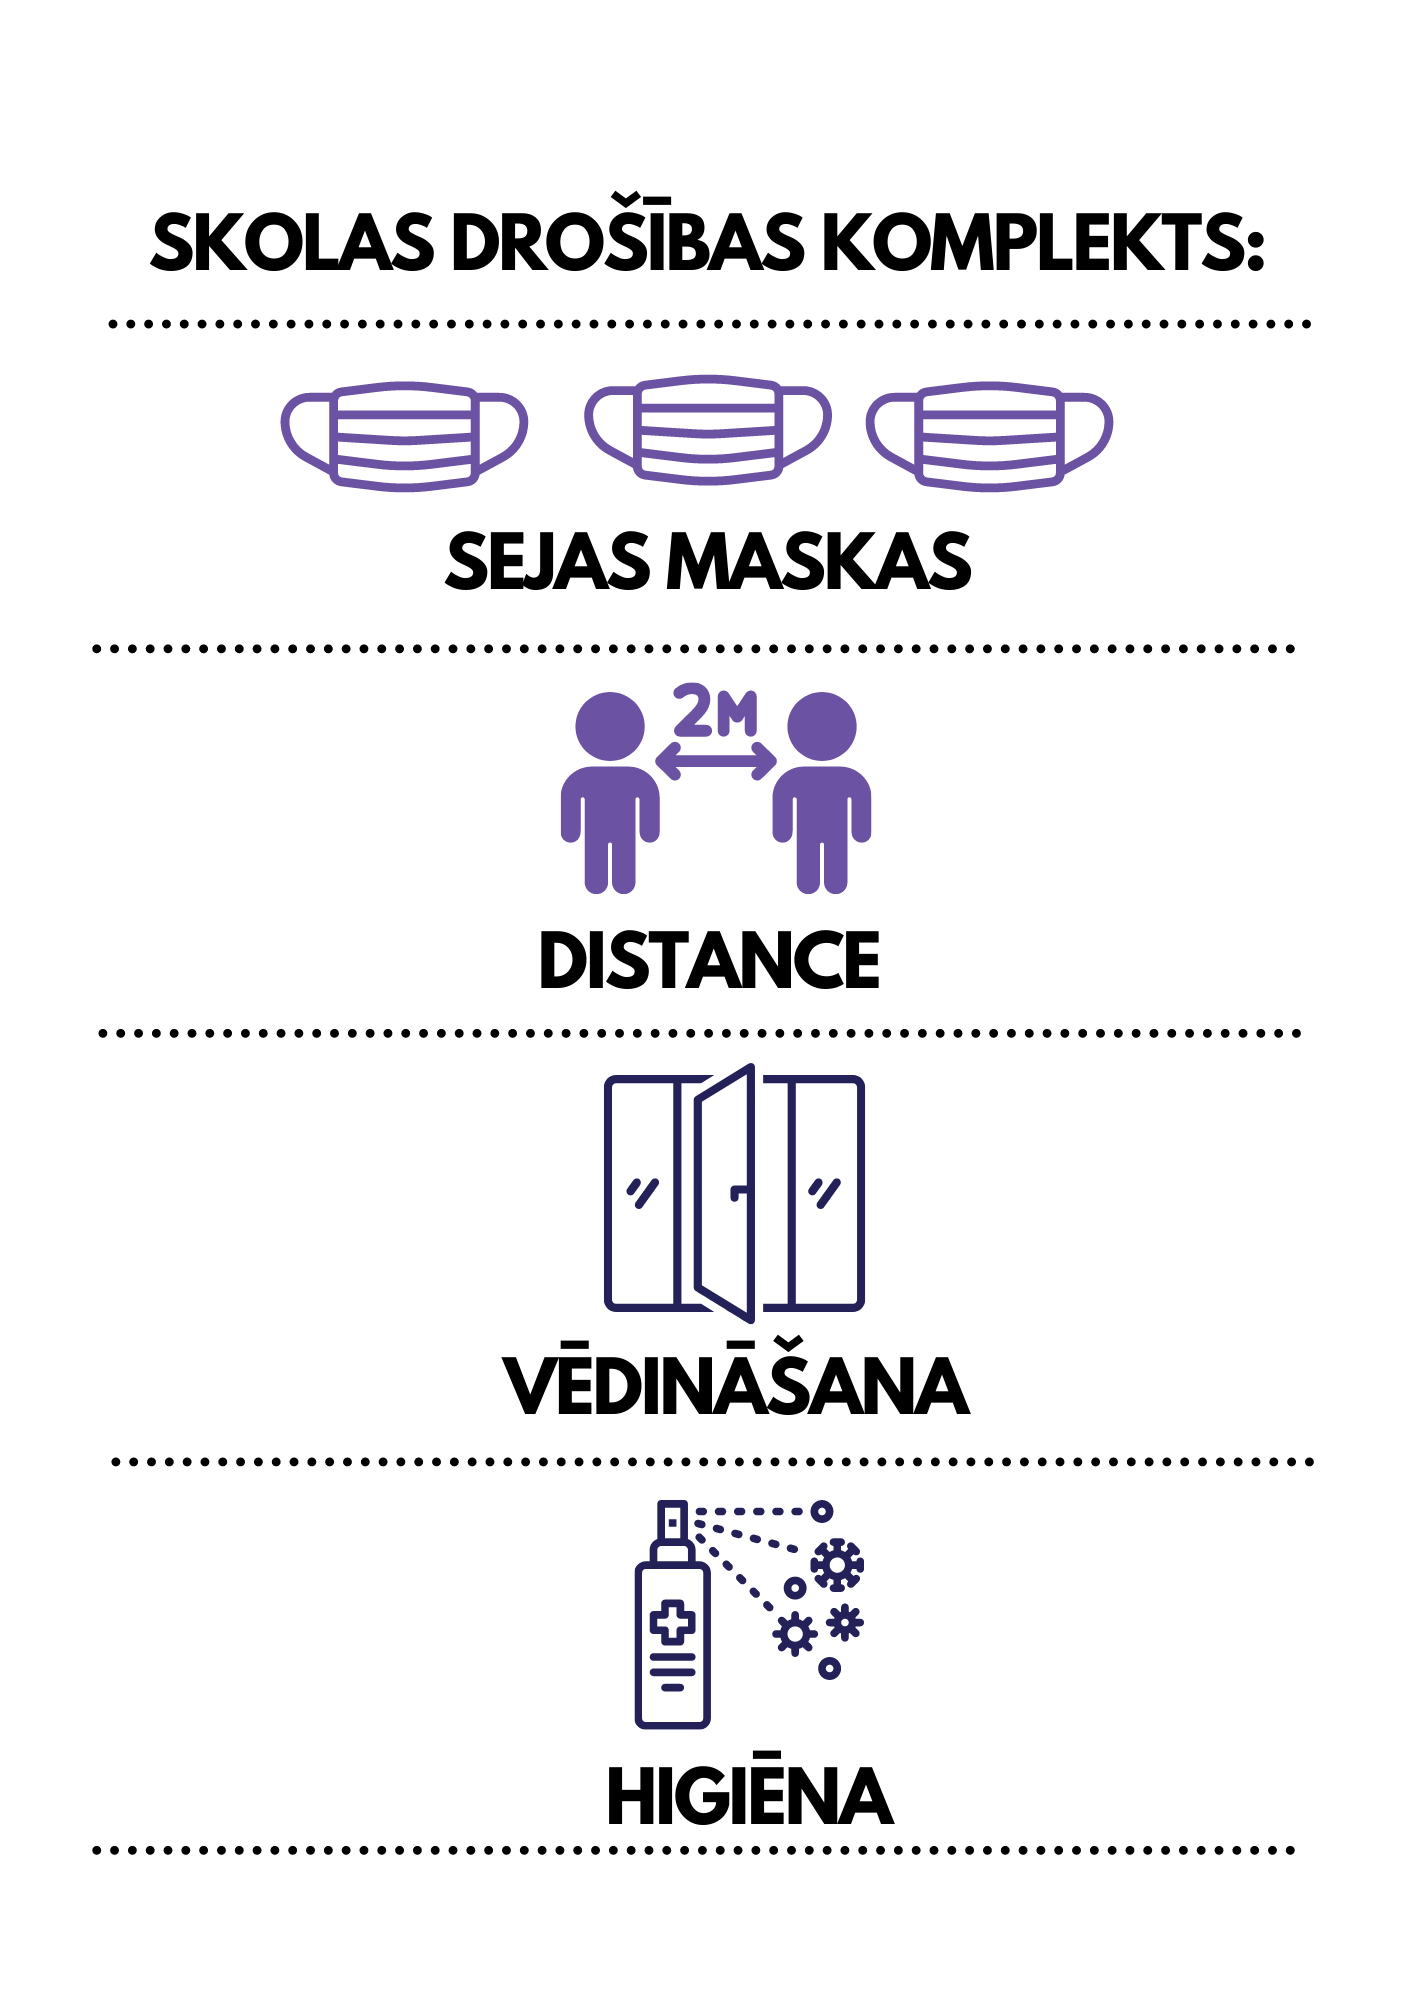 SKOLAS DROŠĪBAS KOMPLEKTS:
SEJAS MASKAS
2M
DISTANCE
VĒDINĀŠANA
HIGIĒNA